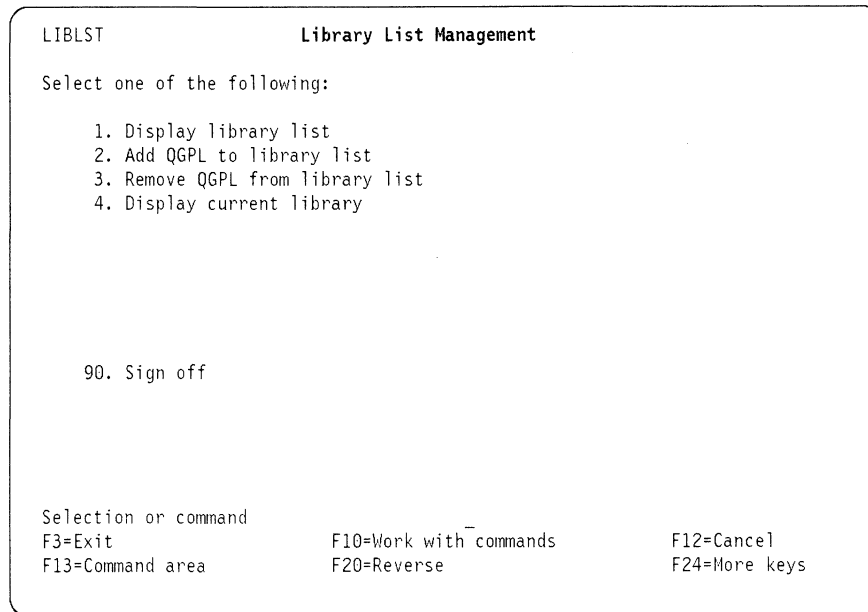 LIBLST Library List Management
Select one of the following:
1. Display library list
2. Add QGPL to library list
3. Remove QGPL from library list
4. Display current library
90. Sign off
Selection or command
F3=Exit F10=Work with commands F12=Cancel
F13=Command area F20=Reverse F24=More keys